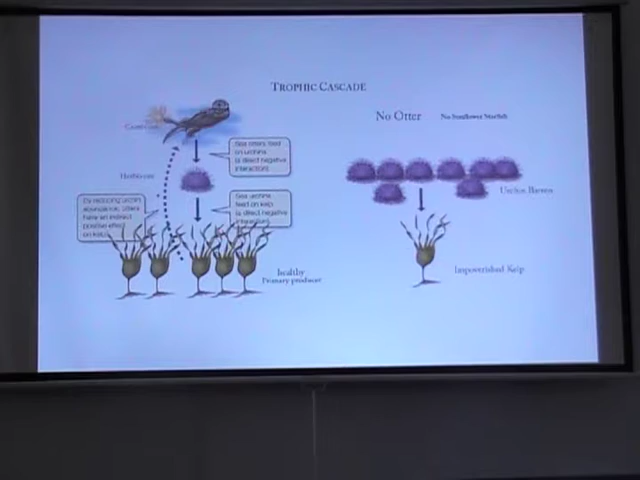 TROPHIC CASCADE
No Otter
No Sunflower Starfish
Carnivore
Sea otters feed
on urchins
(a direct negative
interaction)
Herbivore
Urchin Barren
By reducing urchin
abundance, otters
have an indirect
positive effect
on kelp
Sea urchins
feed on kelp
(a direct negative
interaction)
healthy
Primary producer
Impoverished Kelp